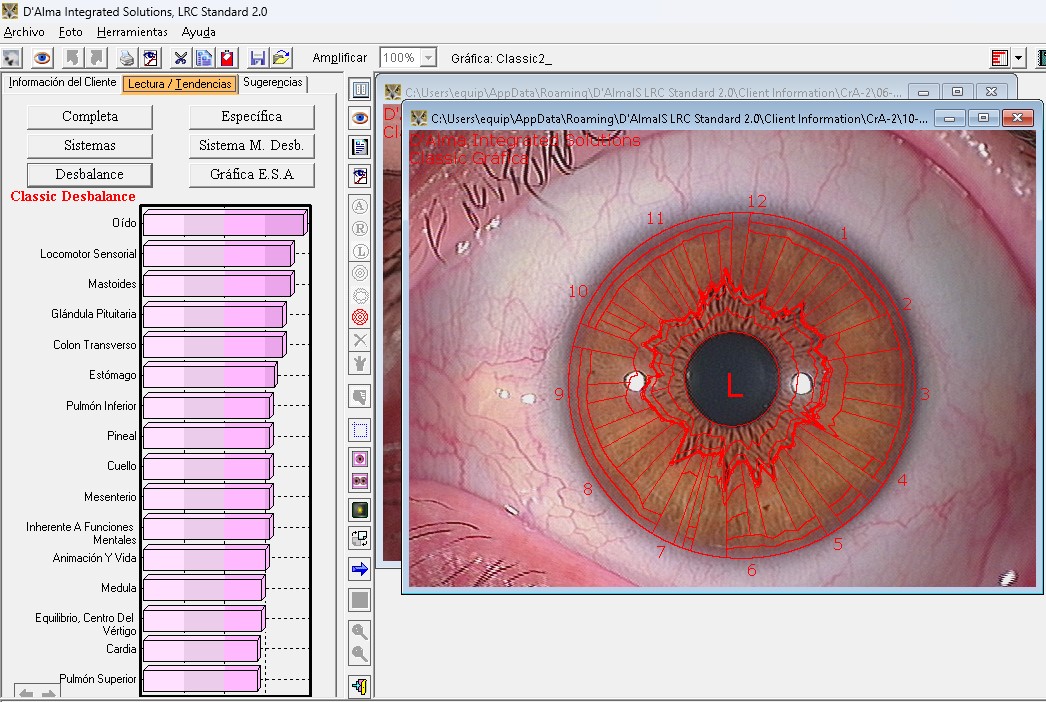 D'Alma Integrated Solutions, LRC Standard 2.0
Archivo Foto Herramientas Ayuda
Amplificar 100% Gráfica: Classic2_
Información del Cliente Lectura / Tendencias Sugerencias
Completa Específica
Sistemas Sistema M. Desb.
Desbalance Gráfica E.S.A
Classic Desbalance
Oído
Locomotor Sensorial
Mastoides
Glándula Pituitaria
Colon Transverso
Estómago
Pulmón Inferior
Pineal
Cuello
Mesenterio
Inherente A Funciones
Mentales
Animación Y Vida
Medula
Equilibrio, Centro Del
Vértigo
Cardia
Pulmón Superior
A
R
L
C:\Users\equip\AppData\Roaming\D'AlmaIS LRC Standard 2.0\Client Information\CrA-2\06-...
D'
Cl
C:\Users\equip\AppData\Roaming\D'AlmaIS LRC Standard 2.0\Client Information\CrA-2\10-...
D'Alma Integrated Solutions
Classic Gráfica
12
11
1
10
2
9
L
3
8
4
7
5
6